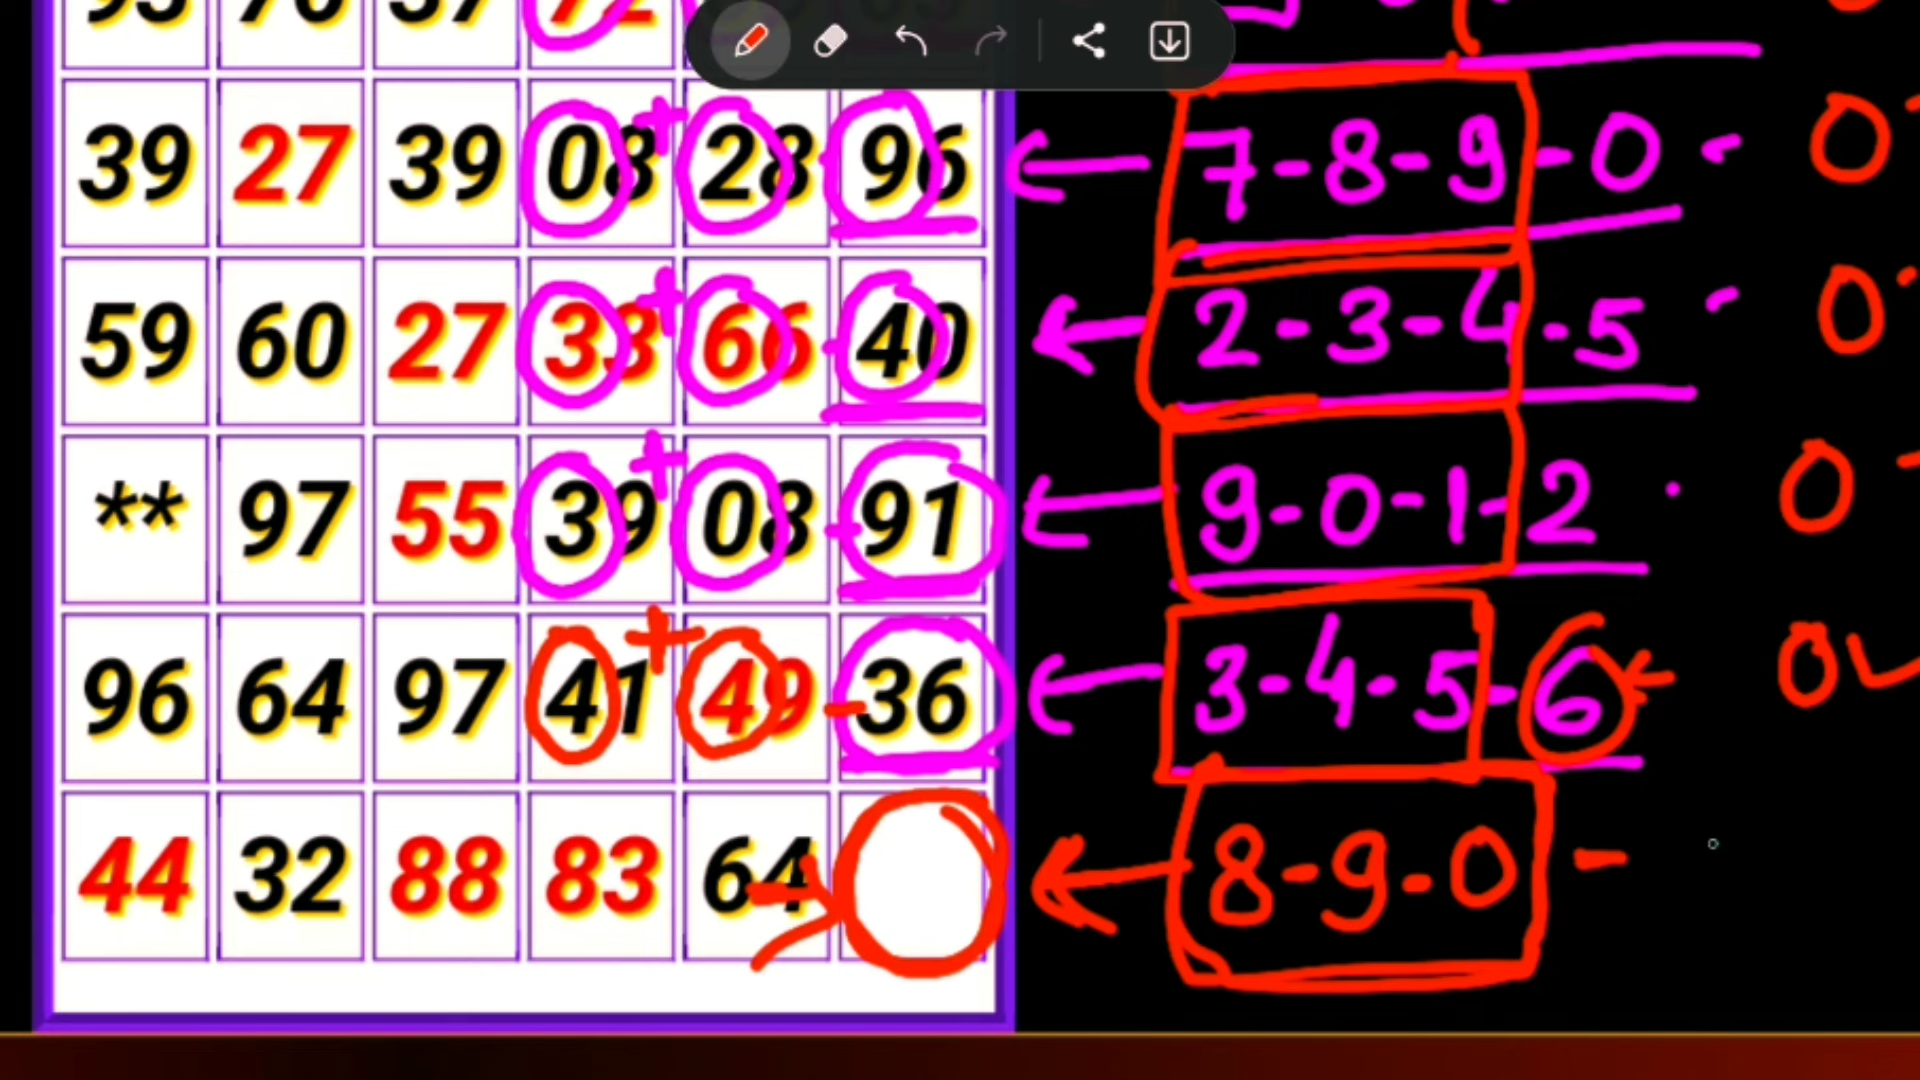 39 27 39 08 + 28 - 96 ← 7-8-9-0
59 60 27 33 + 66 - 40 ← 2-3-4-5
** 97 55 39 + 08 - 91 ← 9-0-1-2
96 64 97 41 + 49 - 36 ← 3-4-5-6
44 32 88 83 64 → ← 8-9-0 -